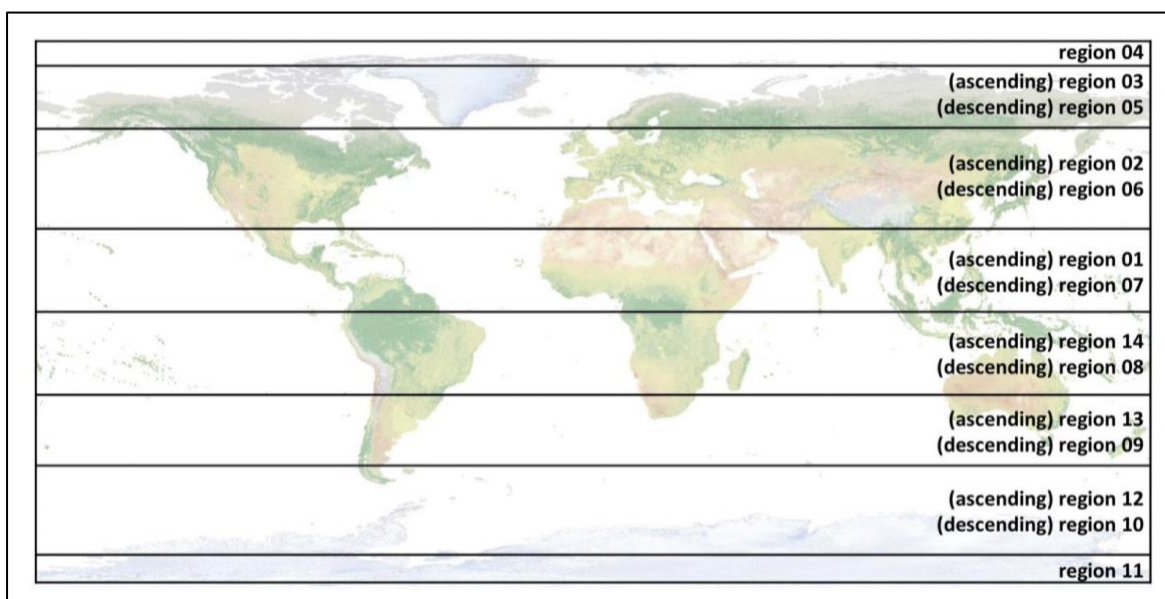 region 04
(ascending) region 03
(descending) region 05
(ascending) region 02
(descending) region 06
(ascending) region 01
(descending) region 07
(ascending) region 14
(descending) region 08
(ascending) region 13
(descending) region 09
(ascending) region 12
(descending) region 10
region 11